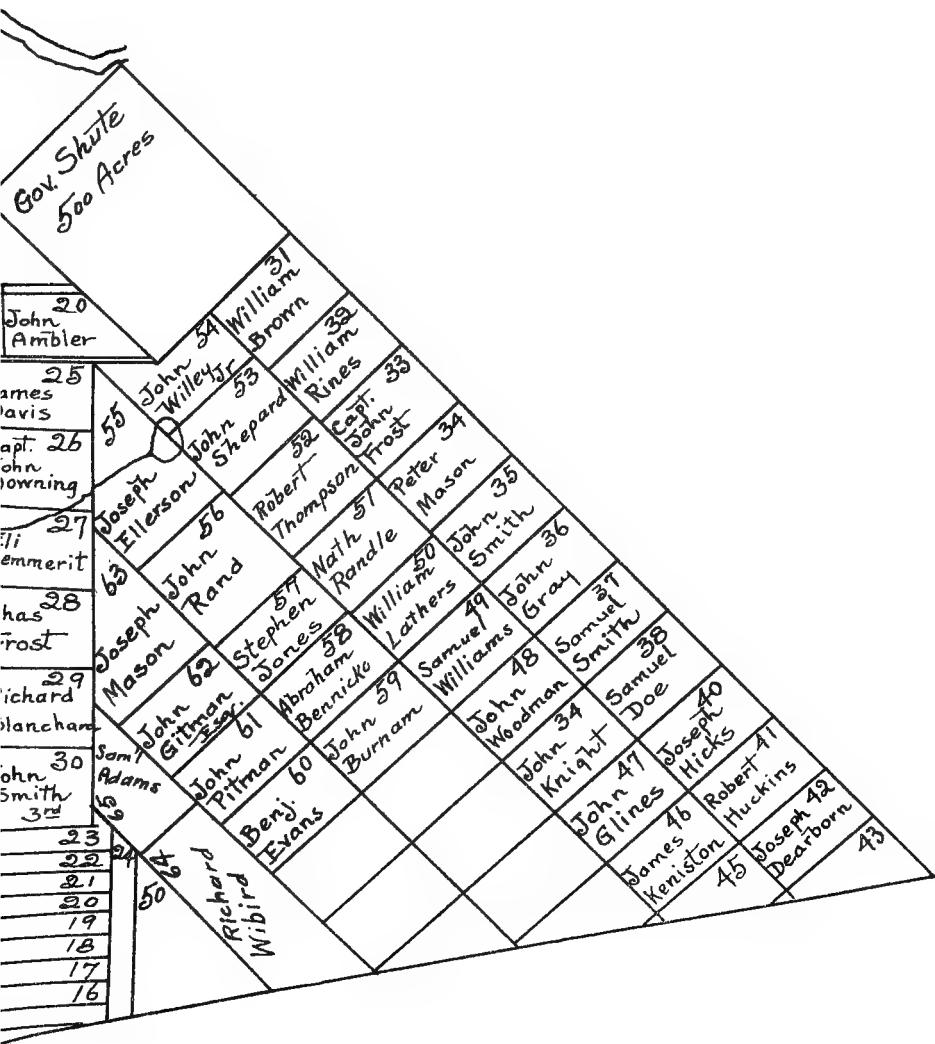 Gov. Shute
500 Acres
20
John
Ambler
25
ames
avis
26
apt.
ohn
owning
27
emmerit
28
has
rost
29
ichard
lanchard
30
ohn
Smith
3rd
23
22
21
20
19
18
17
16
24
50
31
William
Brown
32
William
Rines
33
Capt.
John
Frost
34
Peter
Mason
35
John
Smith
36
John
Gray
37
Samuel
Smith
38
Samuel
Doe
40
Joseph
Hicks
41
Robert
Huckins
42
Joseph
Dearborn
43
54
John
Willey Jr
53
John
Shepard
52
Robert
Thompson
51
Nath
Randle
50
William
Lathers
49
Samuel
Williams
48
John
Woodman
34
John
Knight
47
John
Glines
46
James
Keniston
45
55
Joseph
Ellerson
56
John
Rand
57
Stephen
Jones
58
Abraham
Bennicke
59
John
Burnam
63
Joseph
Mason
62
John
Gitman
Esqr.
61
John
Pitman
60
Benj.
Evans
Sam'l
Adams
64
Richard
Wibird